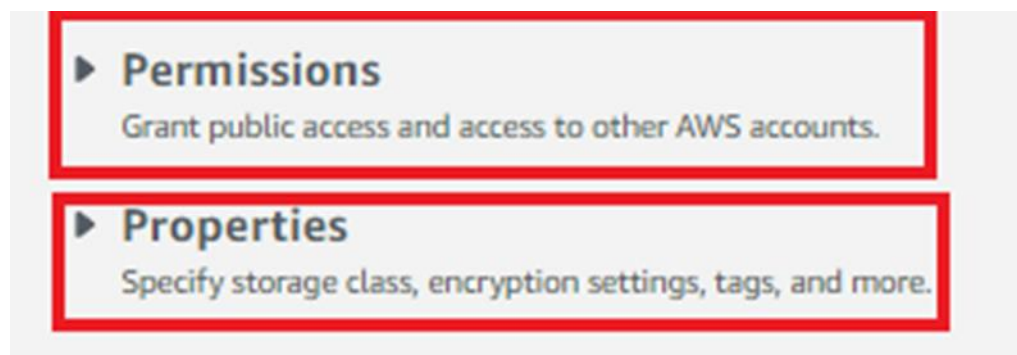 Permissions
Grant public access and access to other AWS accounts.
Properties
Specify storage class, encryption settings, tags, and more.